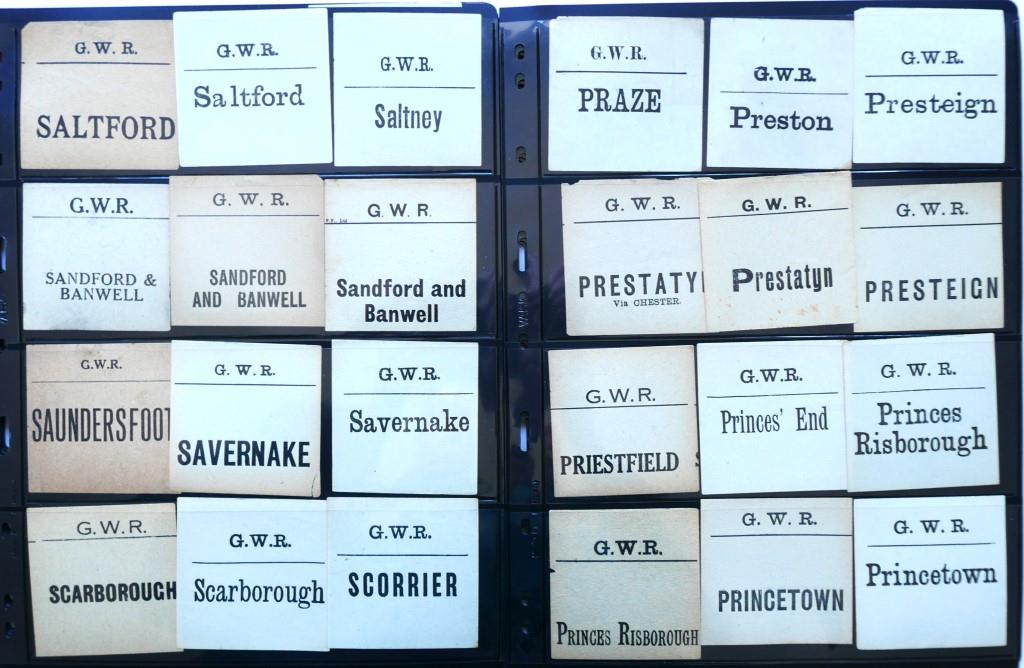 G. W. R.
SALTFORD
G.W.R.
Saltford
G.W.R.
Saltney
G.W.R.
SANDFORD &
BANWELL
G. W. R.
SANDFORD
AND BANWELL
G. W. R.
Sandford and
Banwell
G.W.R.
SAUNDERSFOOT
G. W. R.
SAVERNAKE
G.W.R.
Savernake
G.W.R.
SCARBOROUGH
G.W.R.
Scarborough
G.W.R.
SCORRIER
G.W.R.
PRAZE
G.W.R.
Preston
G.W.R.
Presteign
G. W. R.
PRESTATY
Via CHESTER.
G. W. R.
Prestatyn
G. W. R.
PRESTEIGN
G.W.R.
PRIESTFIELD
G.W.R.
Princes' End
G. W. R.
Princes
Risborough
G.W.R.
PRINCES RISBOROUGH
G. W. R.
PRINCETOWN
G. W. R.
Princetown